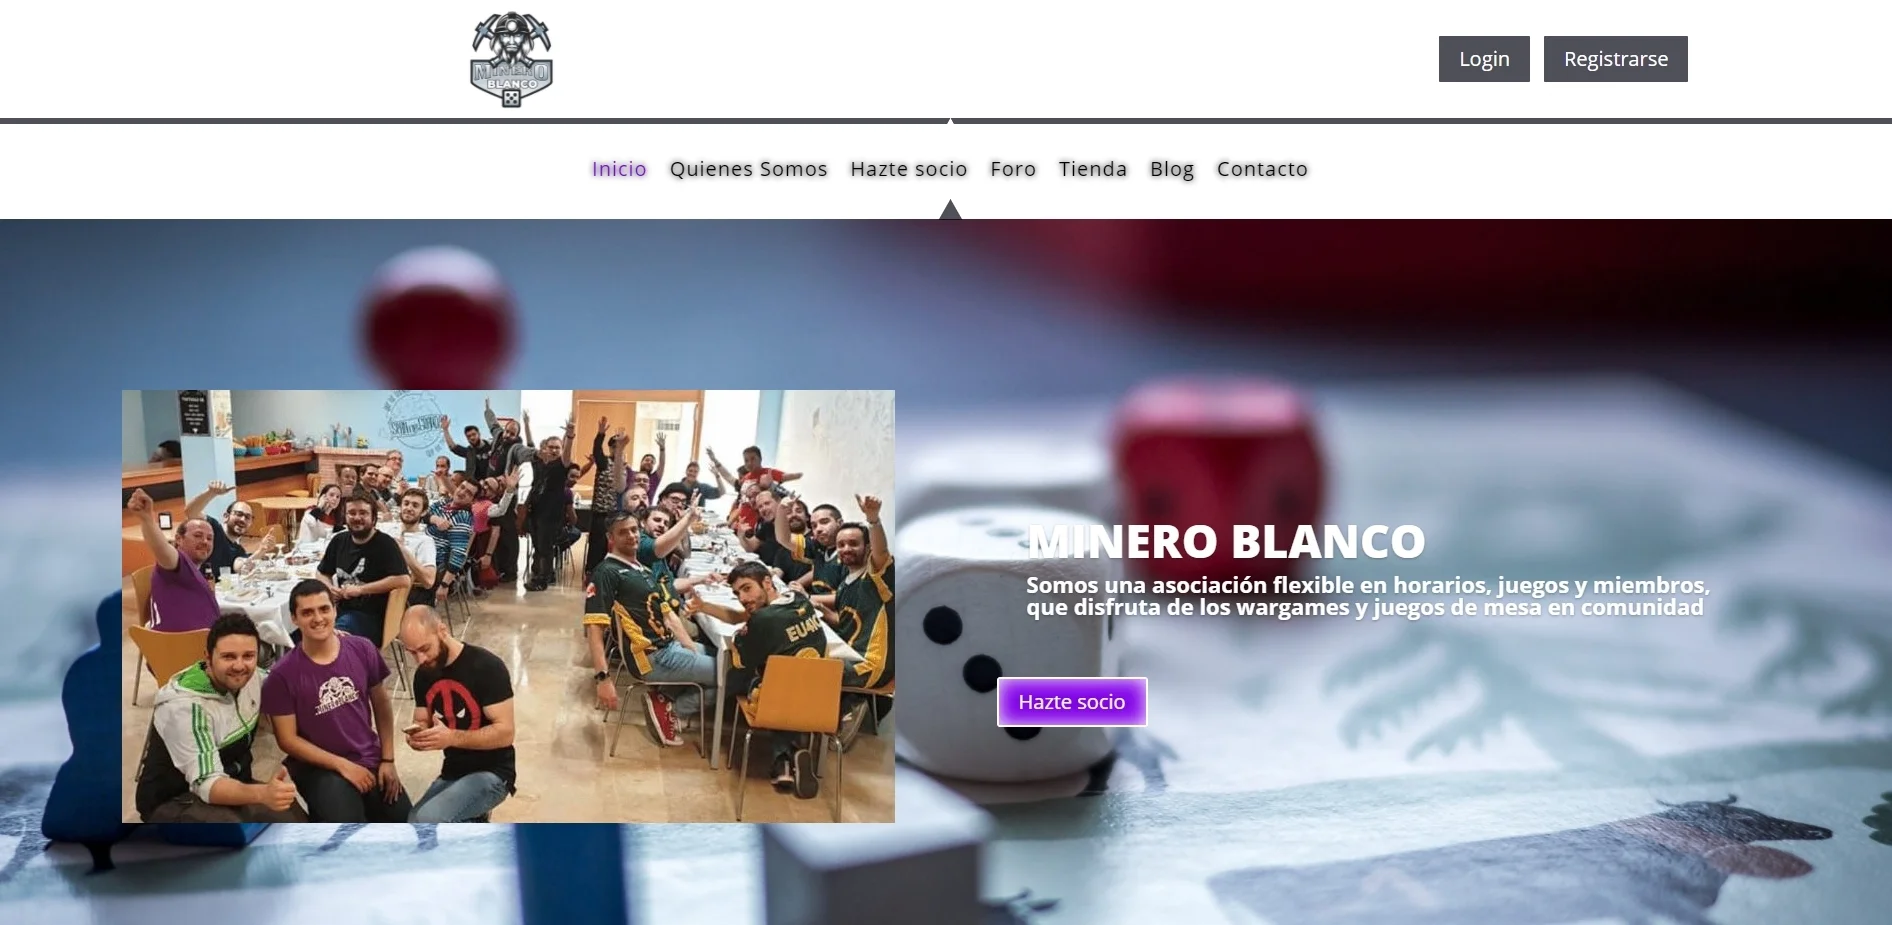 MINERO
BLANCO
Login
Registrarse
Inicio
Quienes Somos
Hazte socio
Foro
Tienda
Blog
Contacto
MINERO BLANCO
Somos una asociación flexible en horarios, juegos y miembros,
que disfruta de los wargames y juegos de mesa en comunidad
Hazte socio